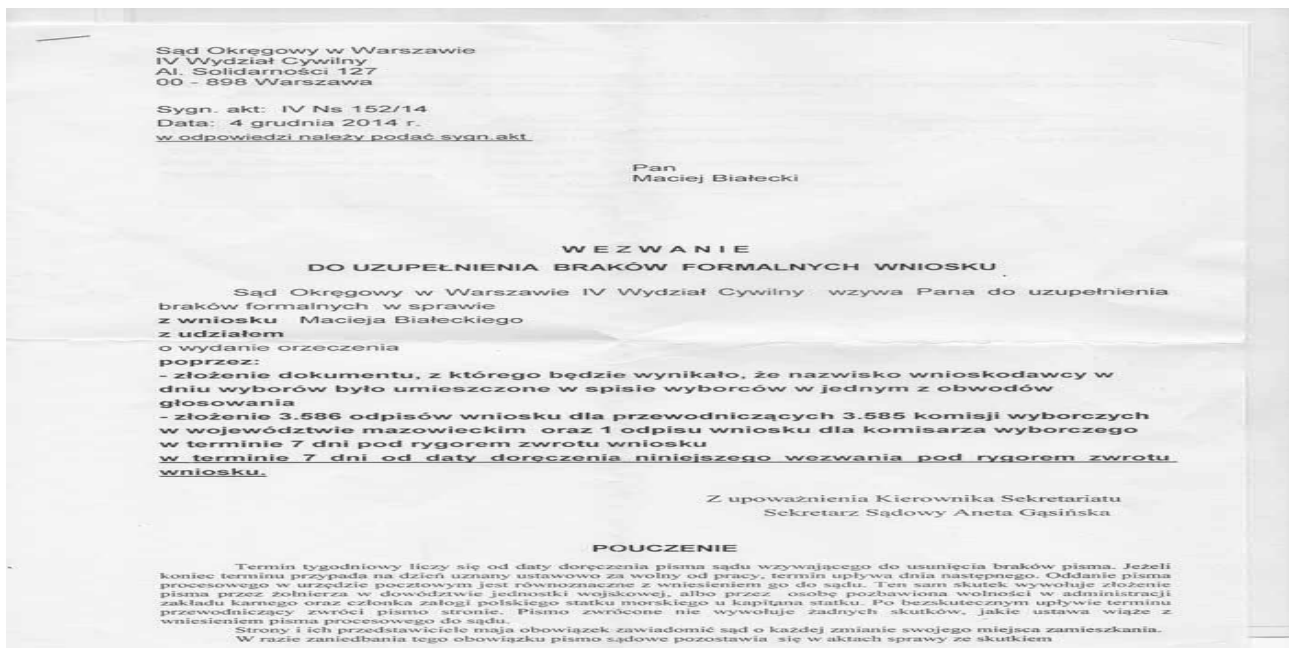 Sąd Okręgowy w Warszawie
IV Wydział Cywilny
Al. Solidarności 127
00 - 898 Warszawa
Sygn. akt: IV Ns 152/14
Data: 4 grudnia 2014 r.
w odpowiedzi należy podać sygn.akt
Pan
Maciej Białecki
W E Z W A N I E
DO UZUPEŁNIENIA BRAKÓW FORMALNYCH WNIOSKU
Sąd Okręgowy w Warszawie IV Wydział Cywilny wzywa Pana do uzupełnienia
braków formalnych w sprawie
z wniosku Macieja Białeckiego
z udziałem
o wydanie orzeczenia
poprzez:
- złożenie dokumentu, z którego będzie wynikało, że nazwisko wnioskodawcy w
dniu wyborów było umieszczone w spisie wyborców w jednym z obwodów
głosowania
- złożenie 3.586 odpisów wniosku dla przewodniczących 3.585 komisji wyborczych
w województwie mazowieckim oraz 1 odpisu wniosku dla komisarza wyborczego
w terminie 7 dni pod rygorem zwrotu wniosku
w terminie 7 dni od daty doręczenia niniejszego wezwania pod rygorem zwrotu
wniosku.
Z upoważnienia Kierownika Sekretariatu
Sekretarz Sądowy Aneta Gąsińska
POUCZENIE
Termin tygodniowy liczy się od daty doręczenia pisma sądu wzywającego do usunięcia braków pisma. Jeżeli
koniec terminu przypada na dzień uznany ustawowo za wolny od pracy, termin upływa dnia następnego. Oddanie pisma
procesowego w urzędzie pocztowym jest równoznaczne z wniesieniem go do sądu. Ten sam skutek wywołuje złożenie
pisma przez żołnierza w dowództwie jednostki wojskowej, albo przez osobę pozbawiona wolności w administracji
zakładu karnego oraz członka załogi polskiego statku morskiego u kapitana statku. Po bezskutecznym upływie terminu
przewodniczący zwróci pismo stronie. Pismo zwrócone nie wywołuje żadnych skutków, jakie ustawa wiąże z
wniesieniem pisma procesowego do sądu.
Strony i ich przedstawiciele maja obowiązek zawiadomić sąd o każdej zmianie swojego miejsca zamieszkania.
W razie zaniedbania tego obowiązku pismo sądowe pozostawia się w aktach sprawy ze skutkiem